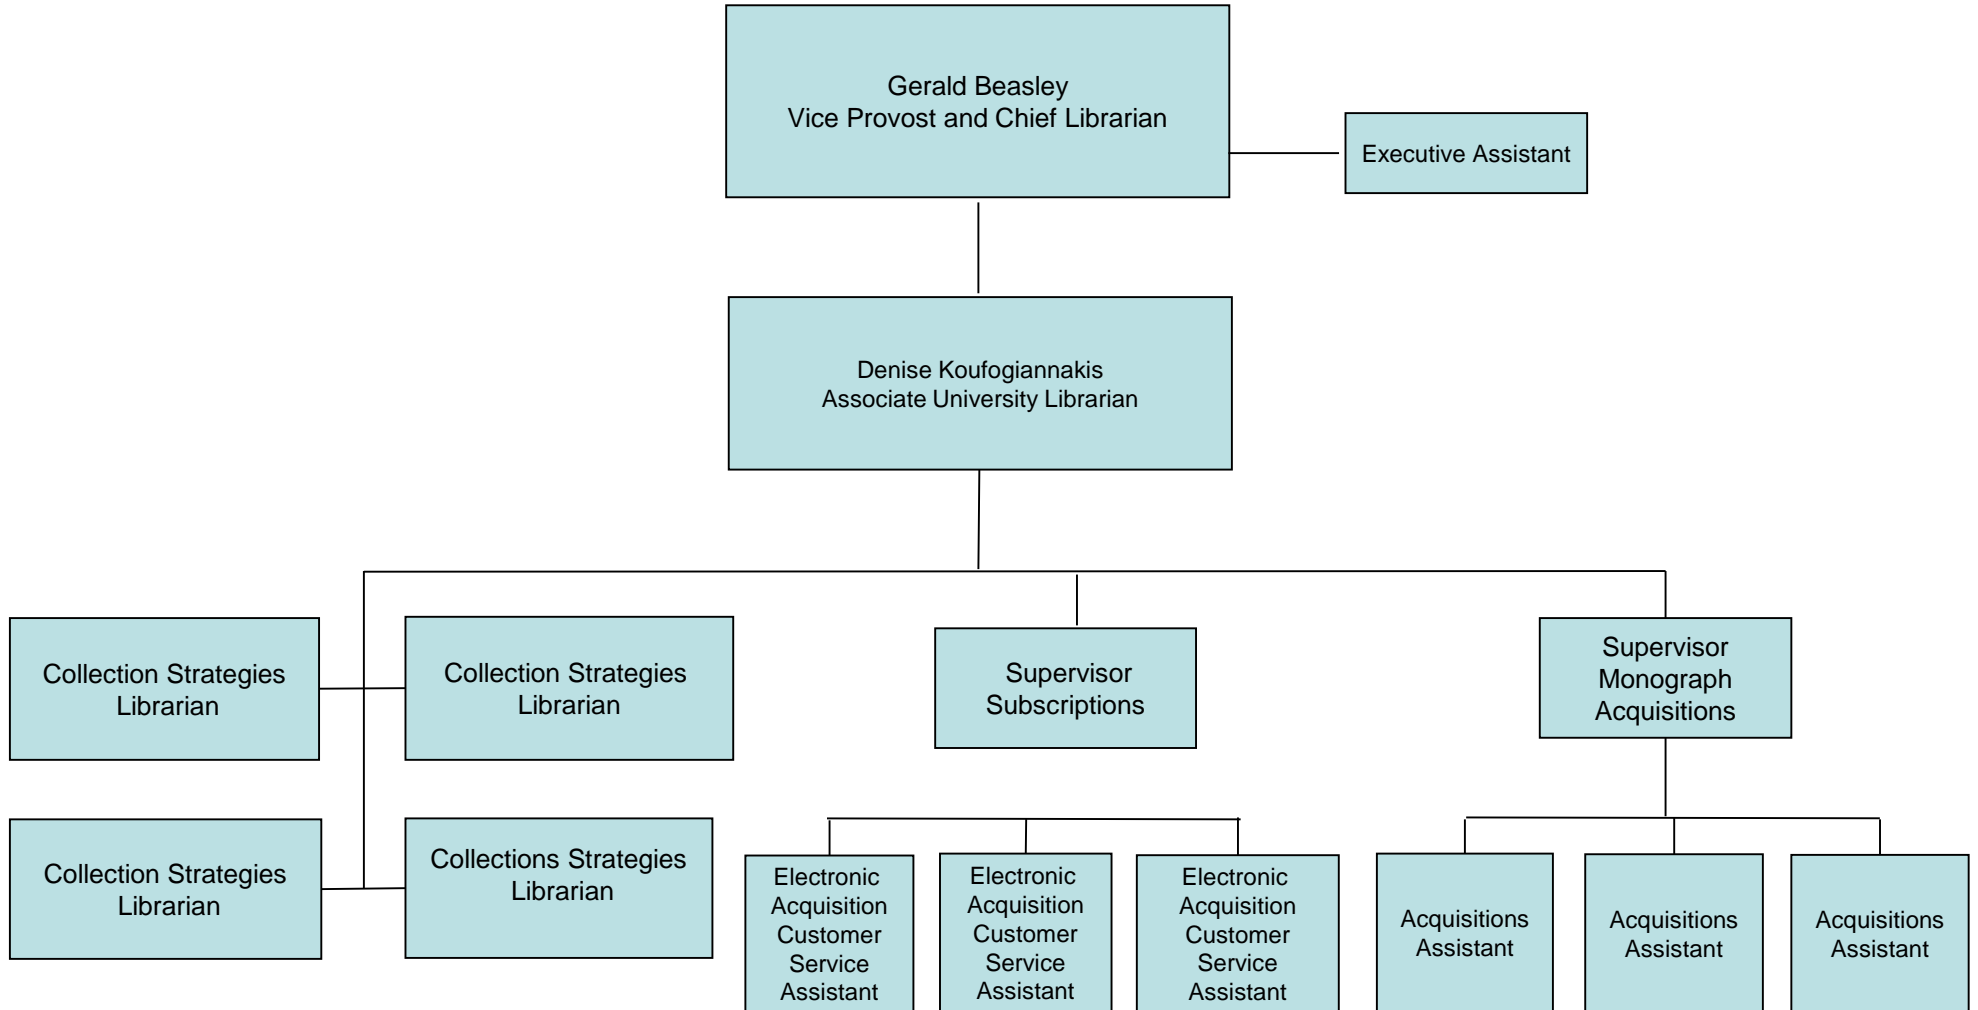 Gerald Beasley
Vice Provost and Chief Librarian
Executive Assistant
Denise Koufogiannakis
Associate University Librarian
Collection Strategies
Librarian
Collection Strategies
Librarian
Supervisor
Subscriptions
Supervisor
Monograph
Acquisitions
Collection Strategies
Librarian
Collections Strategies
Librarian
Electronic
Acquisition
Customer
Service
Assistant
Electronic
Acquisition
Customer
Service
Assistant
Electronic
Acquisition
Customer
Service
Assistant
Acquisitions
Assistant
Acquisitions
Assistant
Acquisitions
Assistant